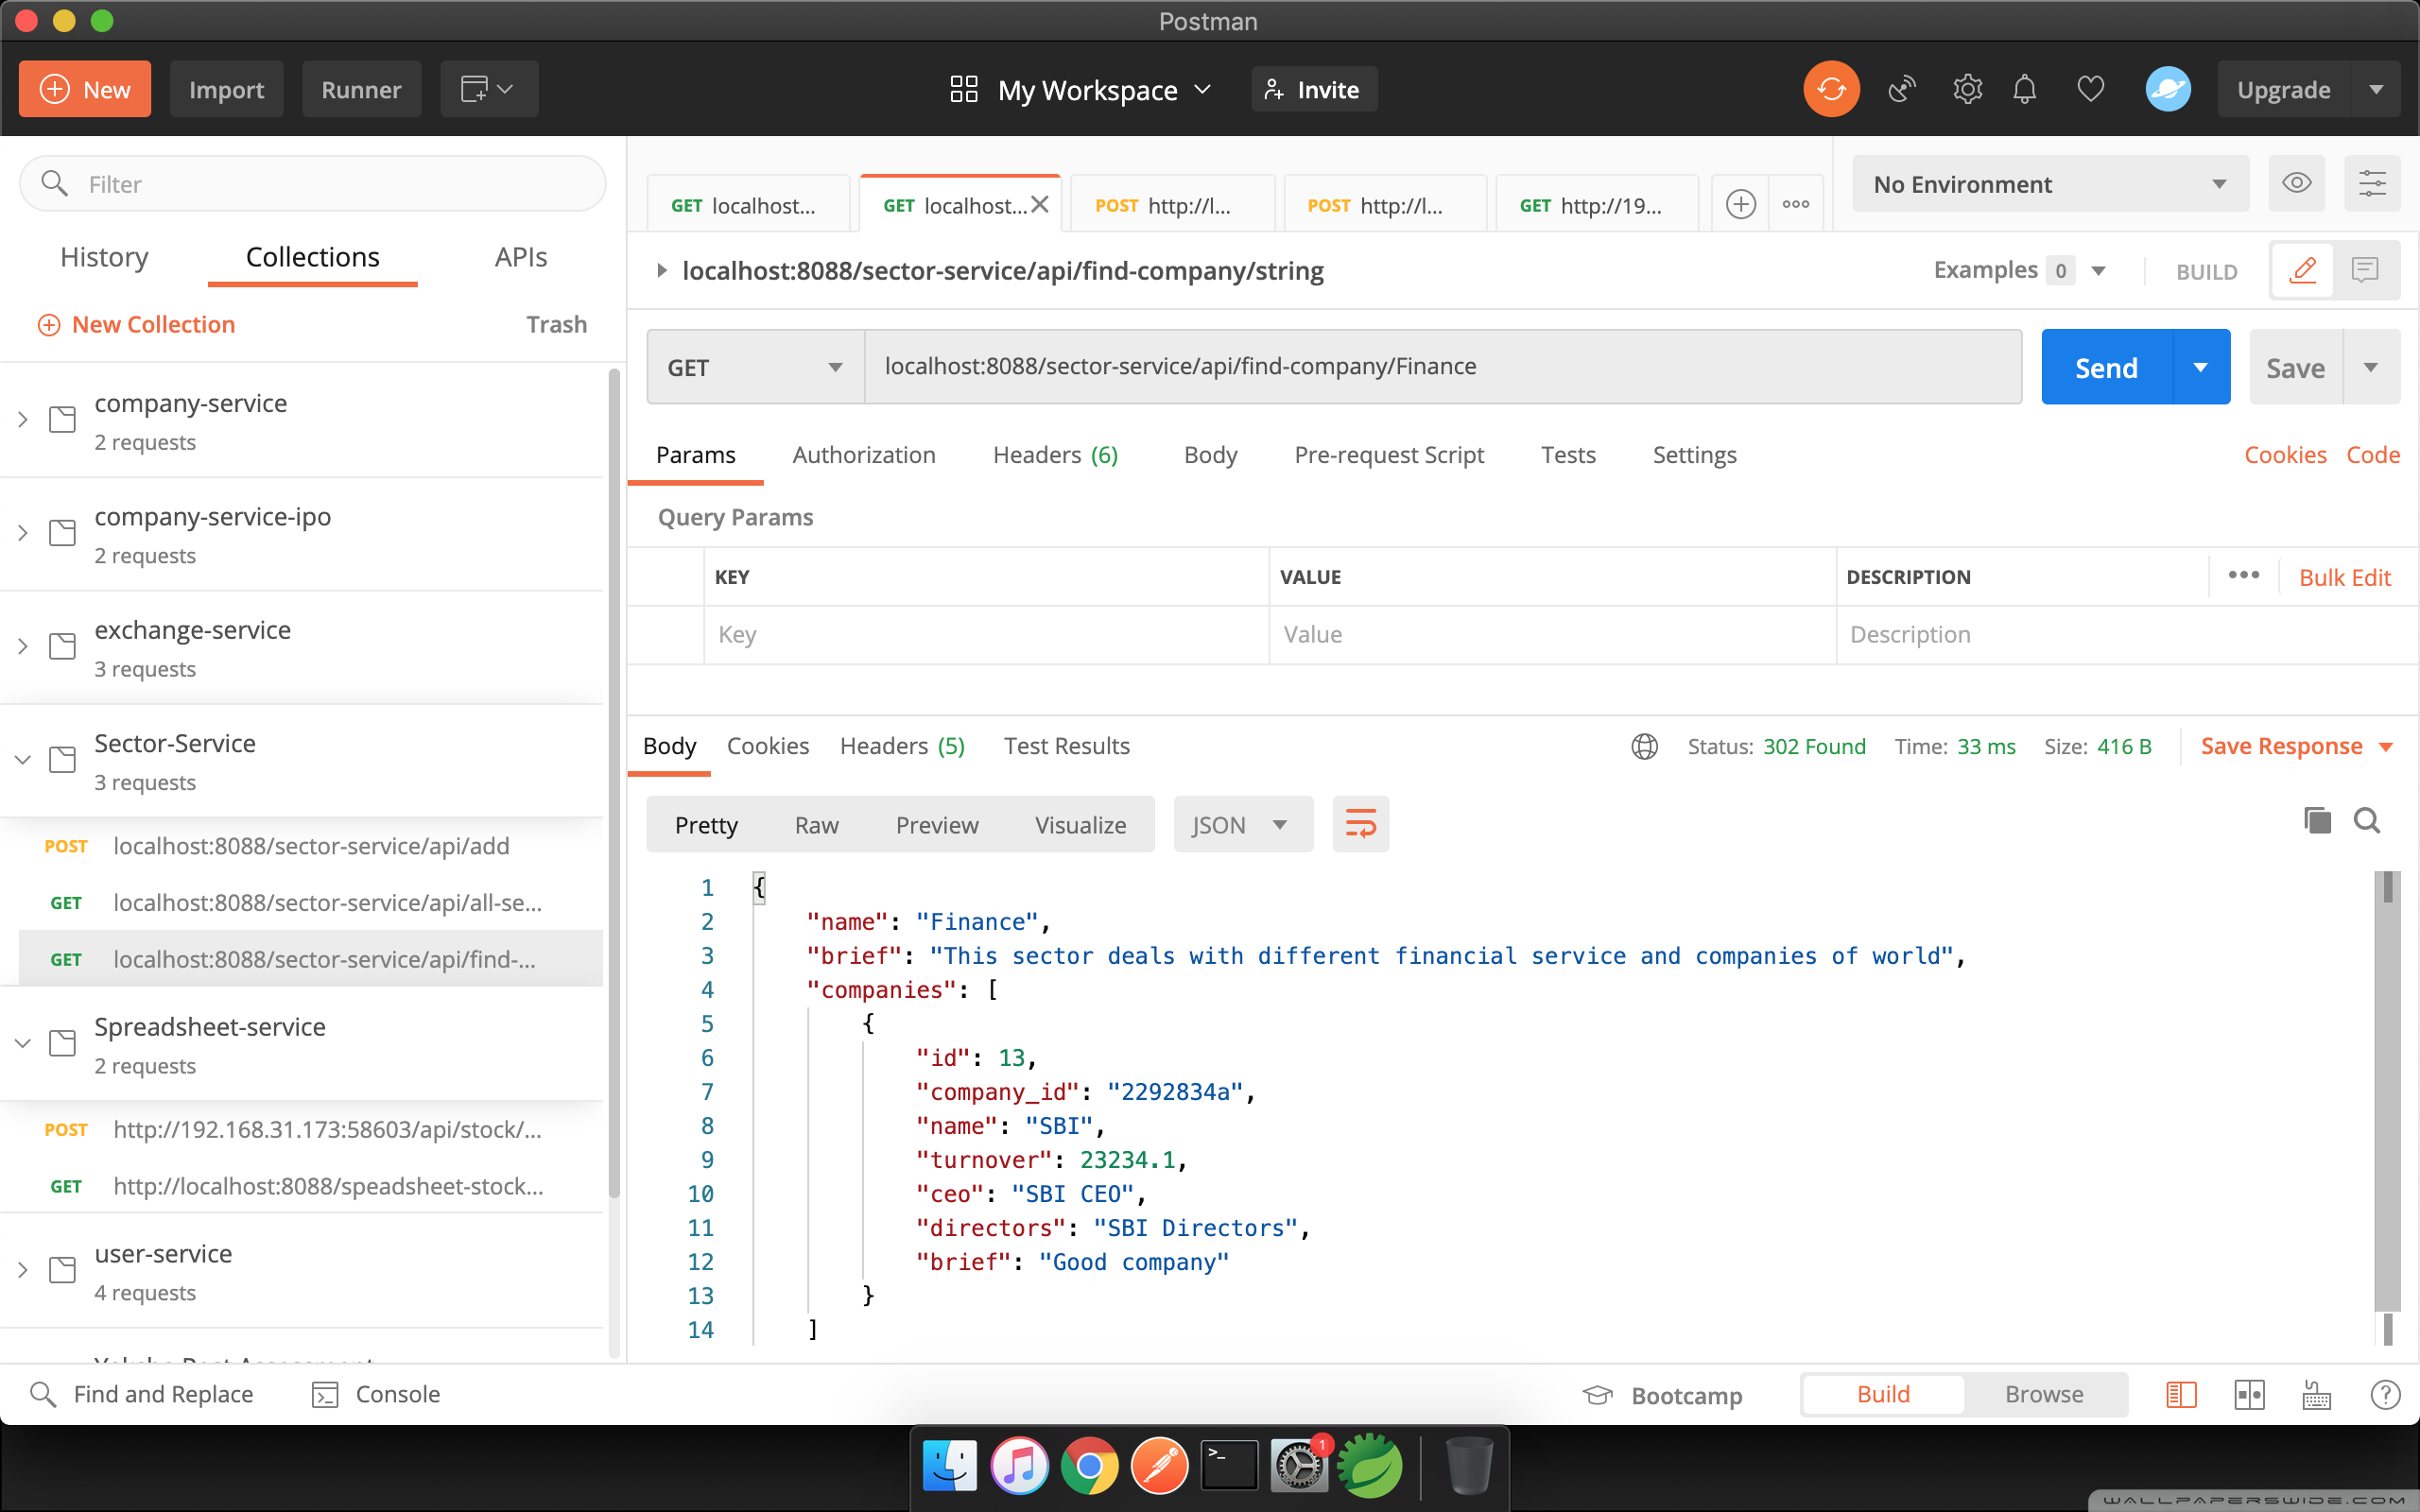 Postman
New
Import
Runner
My Workspace
Invite
Upgrade
Filter
History
Collections
APIs
New Collection
Trash
company-service
2 requests
company-service-ipo
2 requests
exchange-service
3 requests
Sector-Service
3 requests
POST localhost:8088/sector-service/api/add
GET localhost:8088/sector-service/api/all-se...
GET localhost:8088/sector-service/api/find-...
Spreadsheet-service
2 requests
POST http://192.168.31.173:58603/api/stock/...
GET http://localhost:8088/speadsheet-stock...
user-service
4 requests
GET localhost...
GET localhost...
POST http://l...
POST http://l...
GET http://19...
No Environment
localhost:8088/sector-service/api/find-company/string
Examples 0
BUILD
GET
localhost:8088/sector-service/api/find-company/Finance
Send
Save
Params
Authorization
Headers (6)
Body
Pre-request Script
Tests
Settings
Cookies
Code
Query Params
KEY
VALUE
DESCRIPTION
Bulk Edit
Key
Value
Description
Body
Cookies
Headers (5)
Test Results
Status: 302 Found
Time: 33 ms
Size: 416 B
Save Response
Pretty
Raw
Preview
Visualize
JSON
1 {
2 "name": "Finance",
3 "brief": "This sector deals with different financial service and companies of world",
4 "companies": [
5 {
6 "id": 13,
7 "company_id": "2292834a",
8 "name": "SBI",
9 "turnover": 23234.1,
10 "ceo": "SBI CEO",
11 "directors": "SBI Directors",
12 "brief": "Good company"
13 }
14 ]
Find and Replace
Console
Bootcamp
Build
Browse
1
WALLPAPERSWIDE.COM